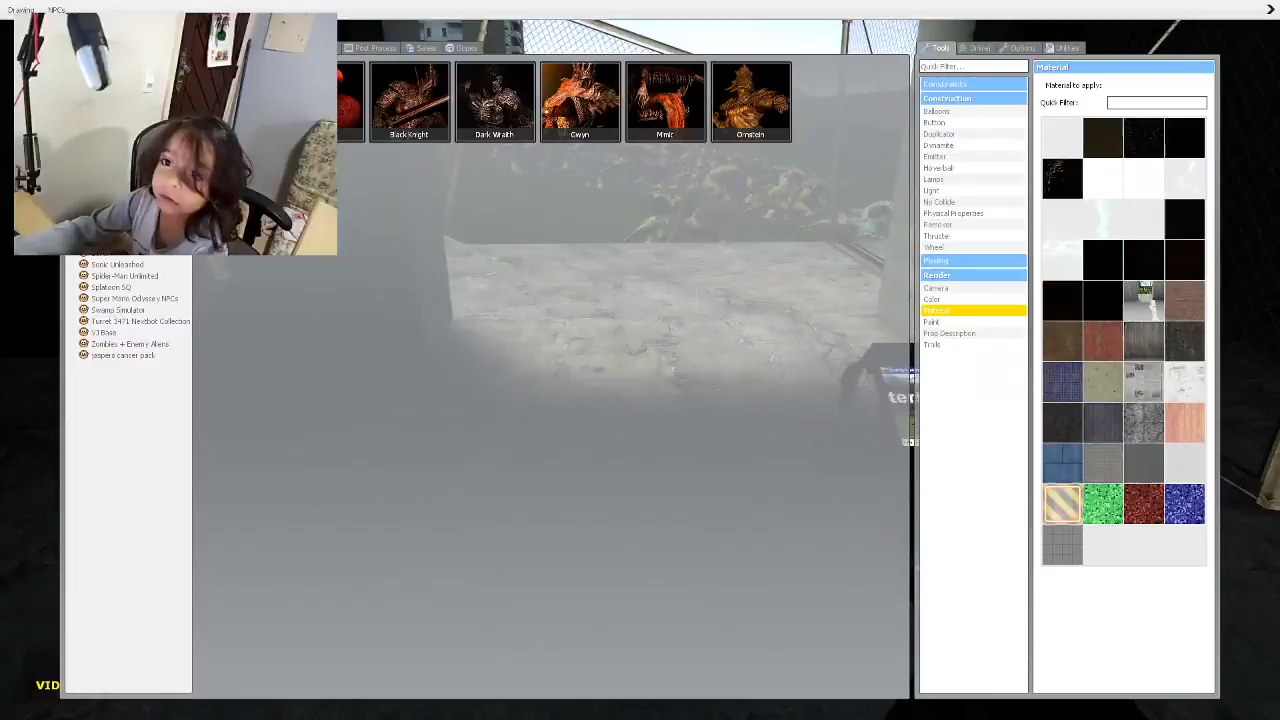 Drawing NPCs
Post Process Saves Dupes
Black Knight Dark Wraith Gwyn Mimic Ornstein
Sonic Unleashed
Spider-Man Unlimited
Splatoon SQ
Super Mario Odyssey NPCs
Swamp Simulator
Turret 3471 Nextbot Collection
VJ Base
Zombies + Enemy Aliens
jaspers cancer pack
VID
Tools DrVrej Options Utilities
Quick Filter...
Constraints
Construction
Balloons
Button
Duplicator
Dynamite
Emitter
Hoverball
Lamps
Light
No Collide
Physical Properties
Remover
Thruster
Wheel
Posing
Render
Camera
Color
Material
Paint
Prop Description
Trails
Material
Material to apply:
Quick Filter: